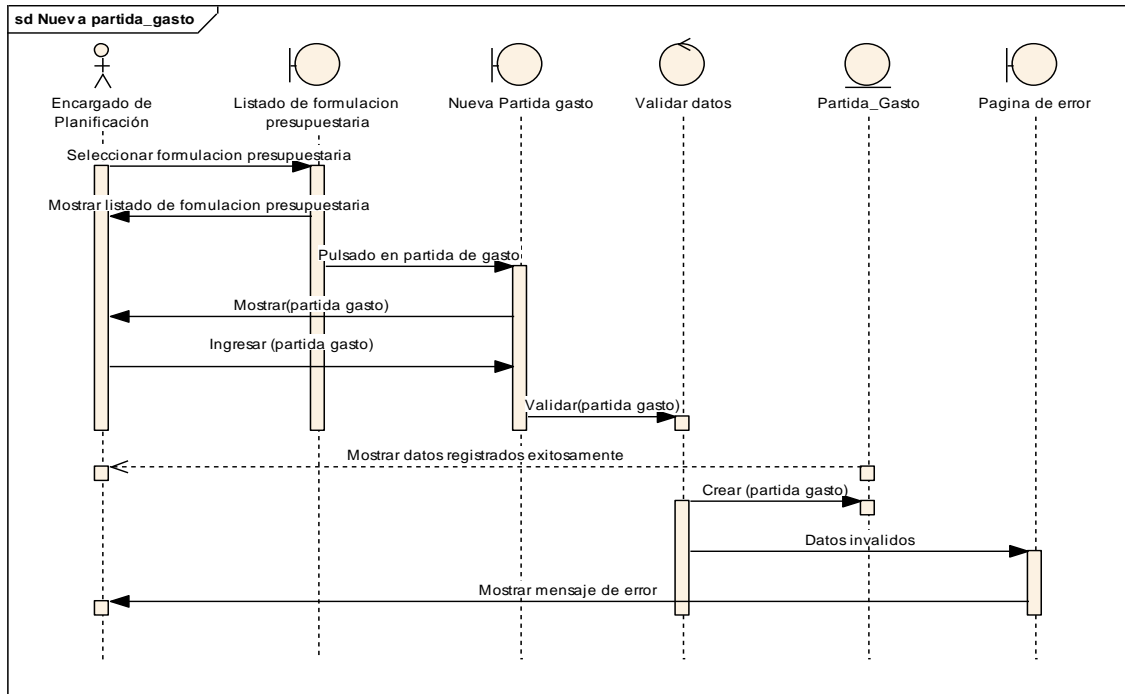 sd Nueva partida_gasto
Encargado de
Planificación
Listado de formulacion
presupuestaria
Nueva Partida gasto
Validar datos
Partida_Gasto
Pagina de error
Seleccionar formulacion presupuestaria
Mostrar listado de fomulacion presupuestaria
Pulsado en partida de gasto
Mostrar(partida gasto)
Ingresar (partida gasto)
Validar(partida gasto)
Mostrar datos registrados exitosamente
Crear (partida gasto)
Datos invalidos
Mostrar mensaje de error